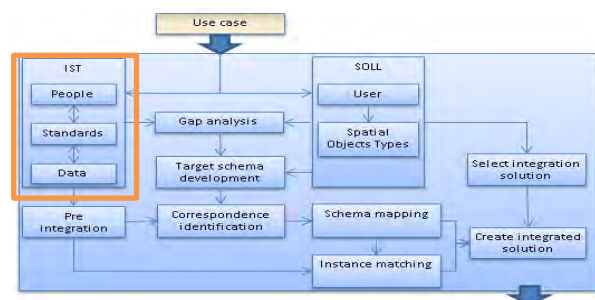 Use case
IST
People
Standards
Data
Pre
integration
Gap analysis
Target schema
development
Correspondence
identification
SOLL
User
Spatial
Objects Types
Schema mapping
Instance matching
Select integration
solution
Create integrated
solution